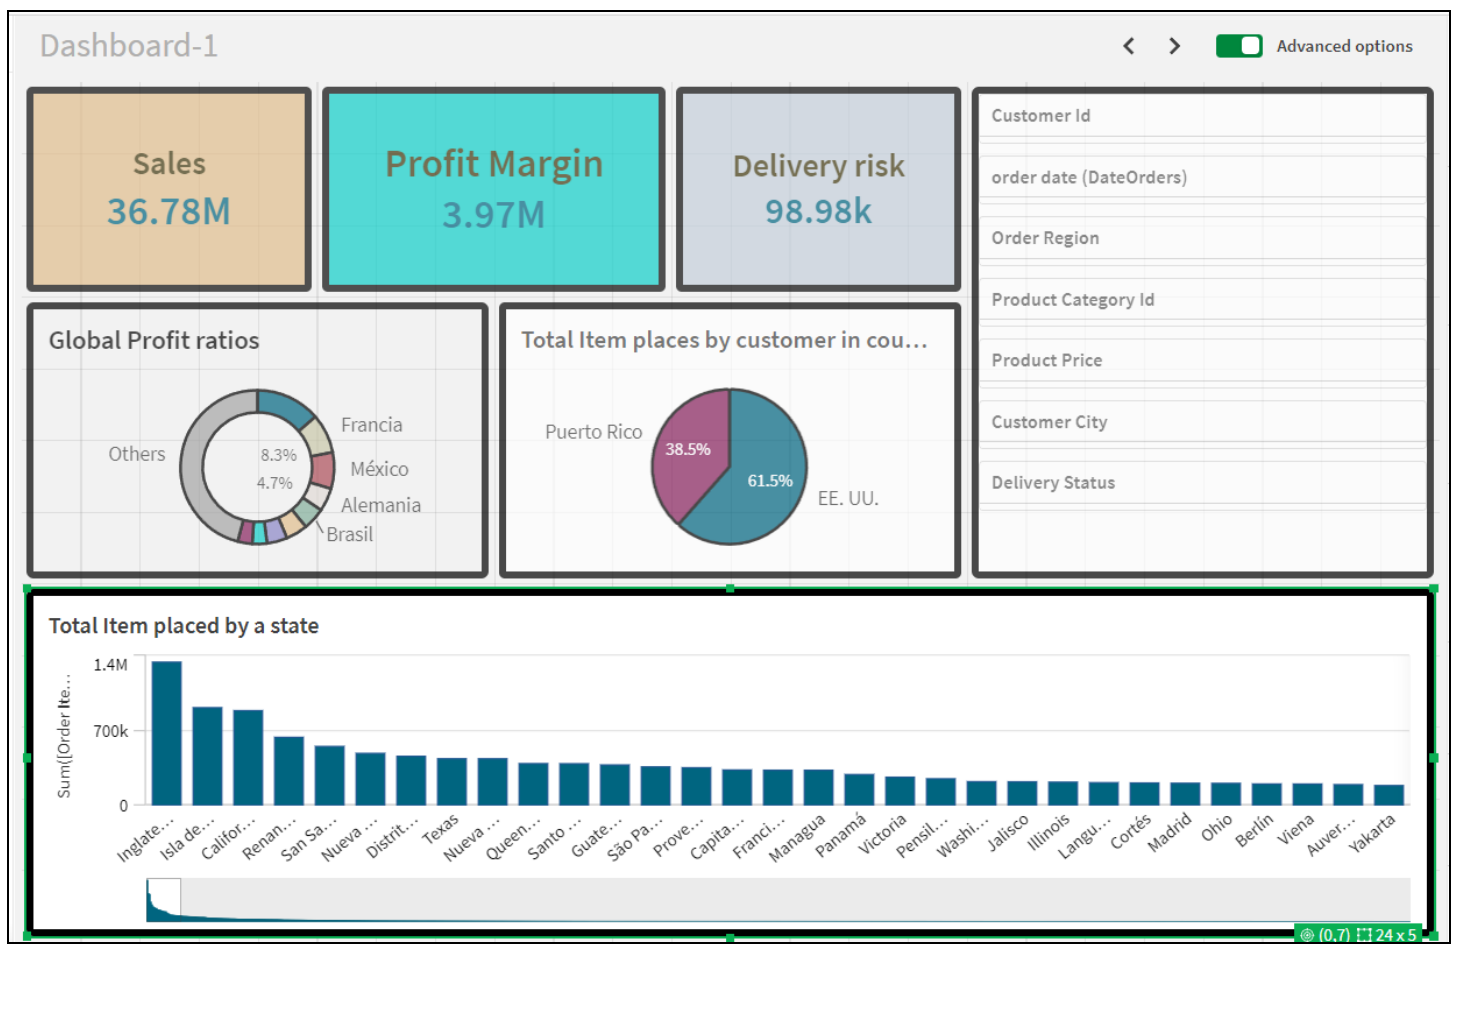 Dashboard-1
Advanced options
Sales
36.78M
Profit Margin
3.97M
Delivery risk
98.98k
Customer Id
order date (DateOrders)
Order Region
Product Category Id
Product Price
Customer City
Delivery Status
Global Profit ratios
Others
Francia
8.3%
México
4.7%
Alemania
Brasil
Total Item places by customer in cou...
Puerto Rico
38.5%
61.5%
EE. UU.
Total Item placed by a state
Sum([Order Ite...
1.4M
700k
0
Inglate...
Isla de...
Califor...
Renan...
San Sa...
Nueva ...
Distrit...
Texas
Nueva ...
Queen...
Santo ...
Guate...
São Pa...
Prove...
Capita...
Franci...
Managua
Panamá
Victoria
Pensil...
Washi...
Jalisco
Illinois
Langu...
Cortés
Madrid
Ohio
Berlín
Viena
Auver...
Yakarta
(0,7) 24 x 5